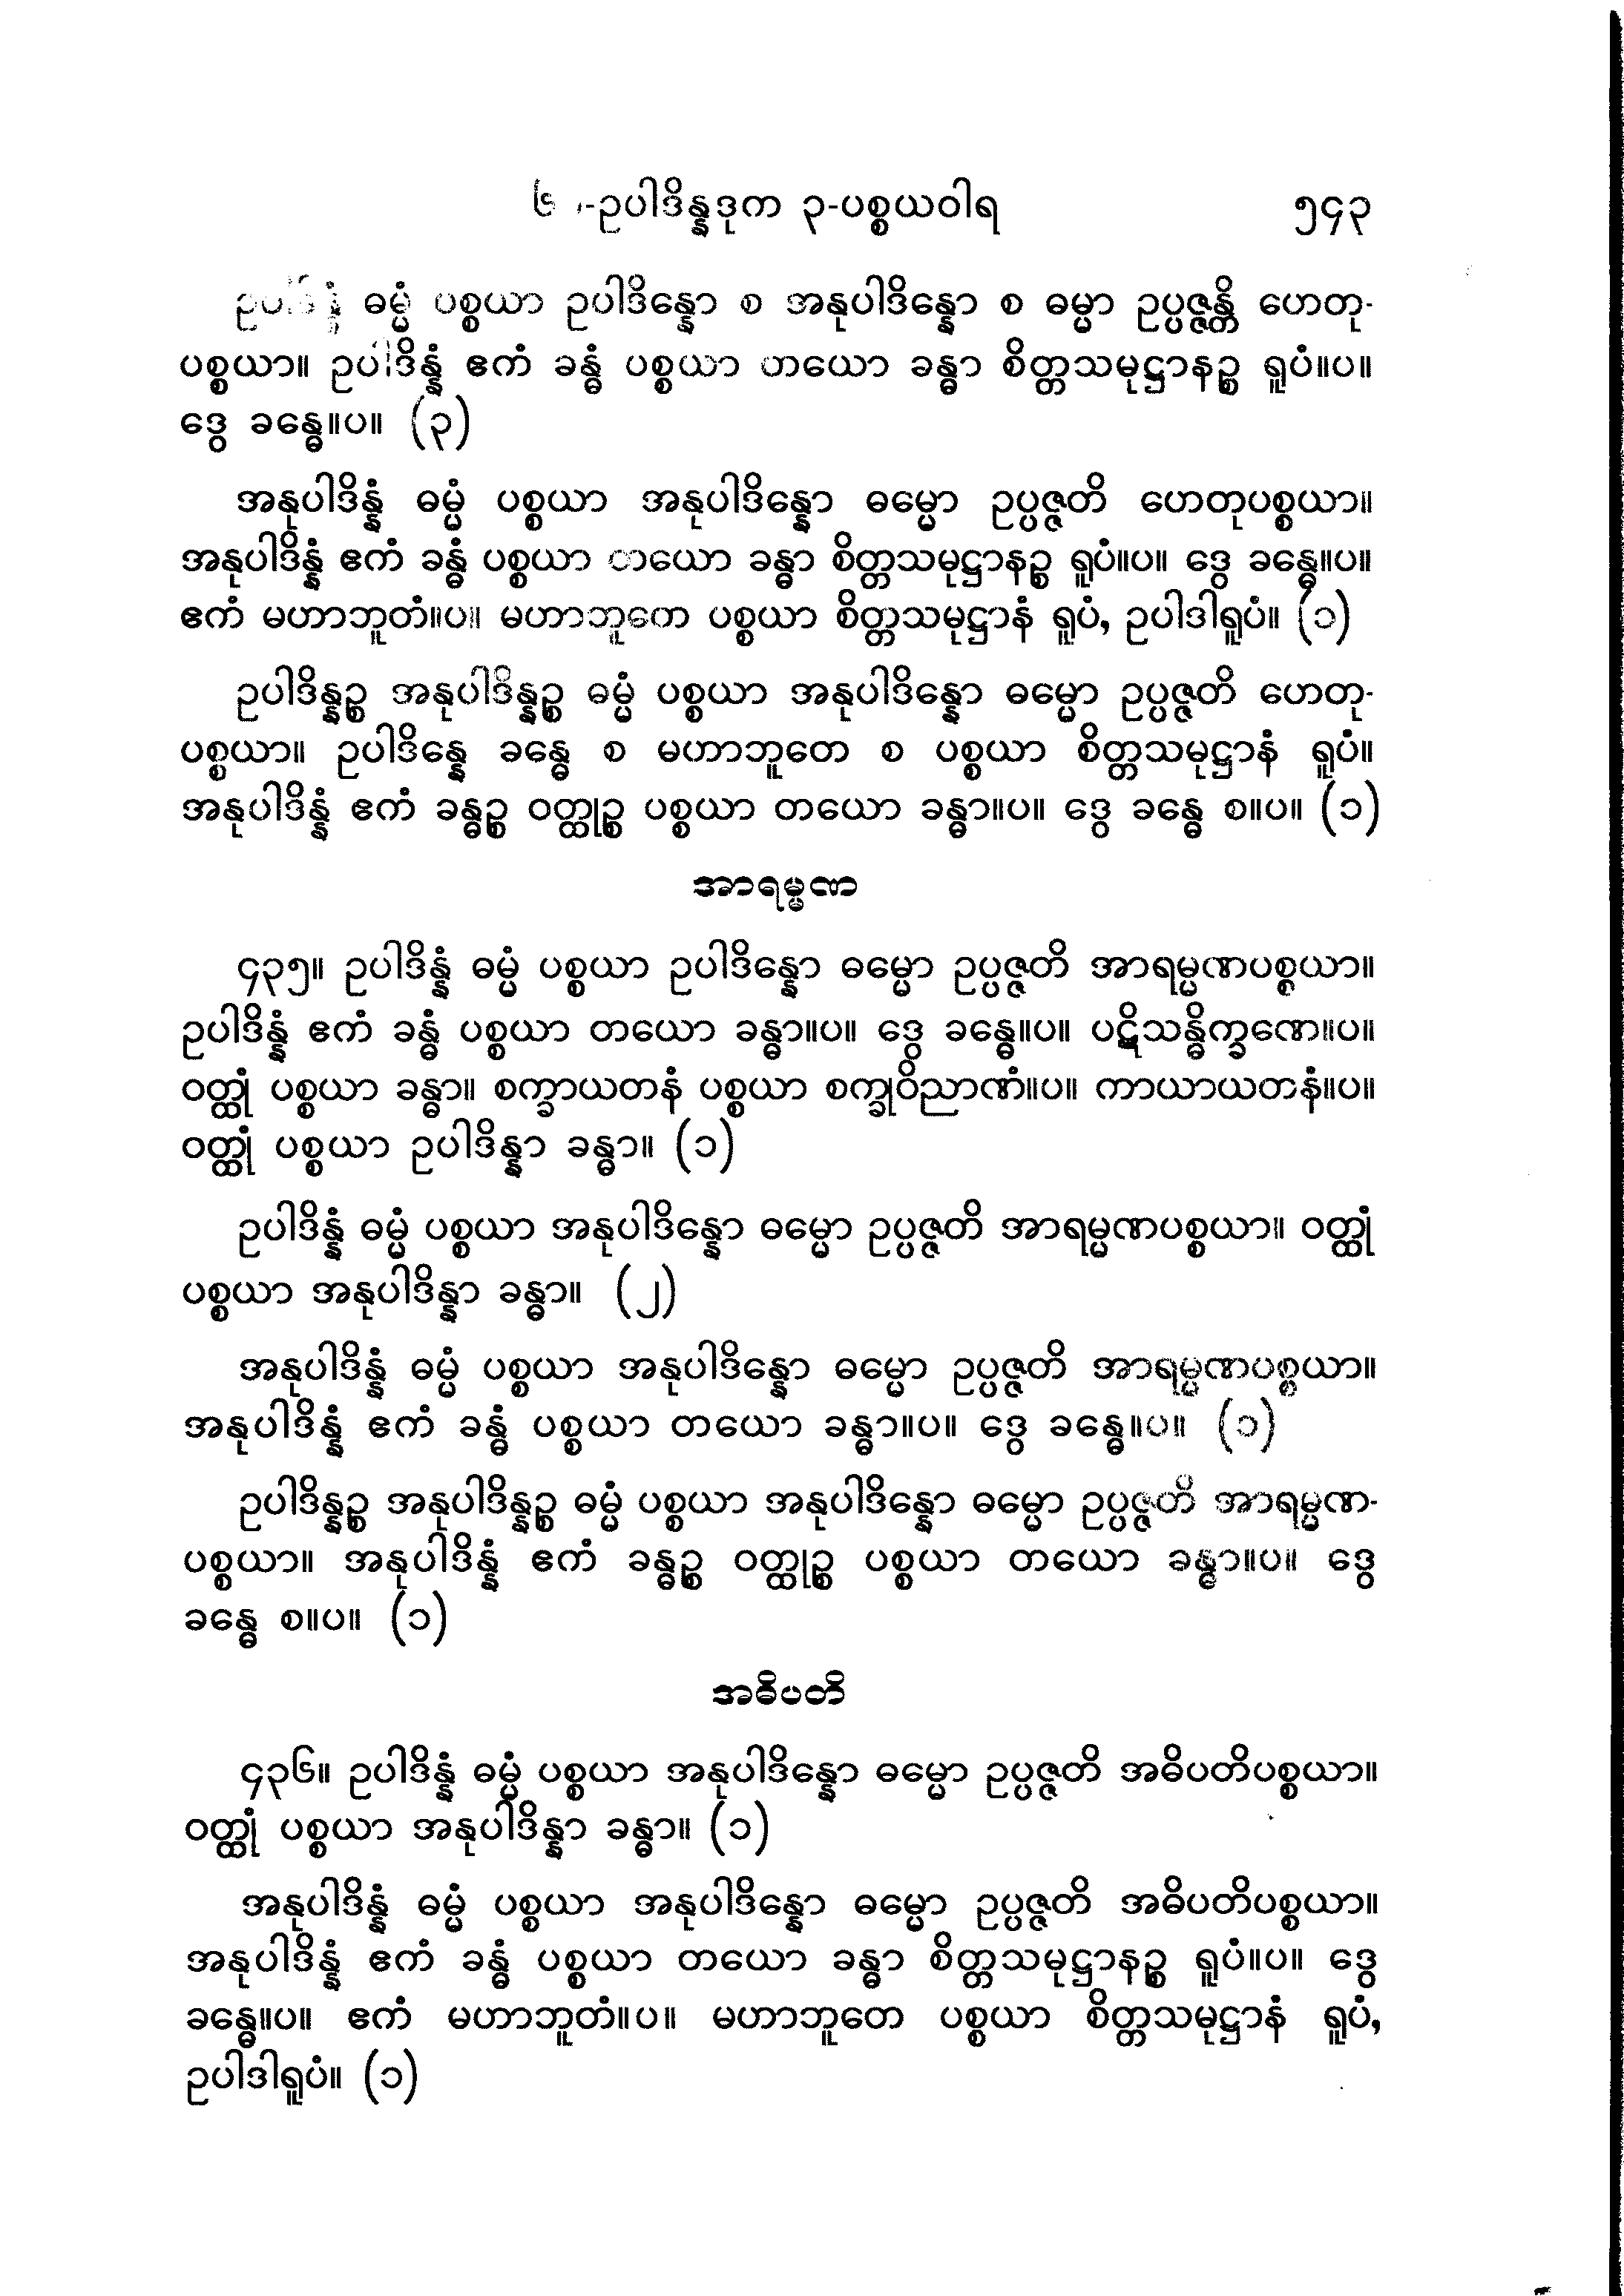 -ဥပါဒိန္နဒုက ၃-ပစ္စယဝါရ ၅၄၃
ဥပါဒိန္နံ ဓမ္မံ ပစ္စယာ ဥပါဒိန္နော စ အနုပါဒိန္နော စ ဓမ္မာ ဥပ္ပဇ္ဇန္တိ ဟေတု-
ပစ္စယာ။ ဥပါဒိန္နံ ဧကံ ခန္ဓံ ပစ္စယာ တယော ခန္ဓာ စိတ္တသမုဋ္ဌာနဉ္စ ရူပံ။ပ။
ဒွေ ခန္ဓေ။ပ။ (၃)
အနုပါဒိန္နံ ဓမ္မံ ပစ္စယာ အနုပါဒိန္နော ဓမ္မော ဥပ္ပဇ္ဇတိ ဟေတုပစ္စယာ။
အနုပါဒိန္နံ ဧကံ ခန္ဓံ ပစ္စယာ တယော ခန္ဓာ စိတ္တသမုဋ္ဌာနဉ္စ ရူပံ။ပ။ ဒွေ ခန္ဓေ။ပ။
ဧကံ မဟာဘူတံ။ပ။ မဟာဘူတေ ပစ္စယာ စိတ္တသမုဋ္ဌာနံ ရူပံ, ဥပါဒါရူပံ။ (၁)
ဥပါဒိန္နဉ္စ အနုပါဒိန္နဉ္စ ဓမ္မံ ပစ္စယာ အနုပါဒိန္နော ဓမ္မော ဥပ္ပဇ္ဇတိ ဟေတု-
ပစ္စယာ။ ဥပါဒိန္နေ ခန္ဓေ စ မဟာဘူတေ စ ပစ္စယာ စိတ္တသမုဋ္ဌာနံ ရူပံ။
အနုပါဒိန္နံ ဧကံ ခန္ဓဉ္စ ဝတ္ထုဉ္စ ပစ္စယာ တယော ခန္ဓာ။ပ။ ဒွေ ခန္ဓေ စ။ပ။ (၁)
အာရမ္မဏ
၄၃၅။ ဥပါဒိန္နံ ဓမ္မံ ပစ္စယာ ဥပါဒိန္နော ဓမ္မော ဥပ္ပဇ္ဇတိ အာရမ္မဏပစ္စယာ။
ဥပါဒိန္နံ ဧကံ ခန္ဓံ ပစ္စယာ တယော ခန္ဓာ။ပ။ ဒွေ ခန္ဓေ။ပ။ ပဋိသန္ဓိက္ခဏေ။ပ။
ဝတ္ထုံ ပစ္စယာ ခန္ဓာ။ စက္ခာယတနံ ပစ္စယာ စက္ခုဝိညာဏံ။ပ။ ကာယာယတနံ။ပ။
ဝတ္ထုံ ပစ္စယာ ဥပါဒိန္နာ ခန္ဓာ။ (၁)
ဥပါဒိန္နံ ဓမ္မံ ပစ္စယာ အနုပါဒိန္နော ဓမ္မော ဥပ္ပဇ္ဇတိ အာရမ္မဏပစ္စယာ။ ဝတ္ထုံ
ပစ္စယာ အနုပါဒိန္နာ ခန္ဓာ။ (၂)
အနုပါဒိန္နံ ဓမ္မံ ပစ္စယာ အနုပါဒိန္နော ဓမ္မော ဥပ္ပဇ္ဇတိ အာရမ္မဏပစ္စယာ။
အနုပါဒိန္နံ ဧကံ ခန္ဓံ ပစ္စယာ တယော ခန္ဓာ။ပ။ ဒွေ ခန္ဓေ။ပ။ (၁)
ဥပါဒိန္နဉ္စ အနုပါဒိန္နဉ္စ ဓမ္မံ ပစ္စယာ အနုပါဒိန္နော ဓမ္မော ဥပ္ပဇ္ဇတိ အာရမ္မဏ-
ပစ္စယာ။ အနုပါဒိန္နံ ဧကံ ခန္ဓဉ္စ ဝတ္ထုဉ္စ ပစ္စယာ တယော ခန္ဓာ။ပ။ ဒွေ
ခန္ဓေ စ။ပ။ (၁)
အဓိပတိ
၄၃၆။ ဥပါဒိန္နံ ဓမ္မံ ပစ္စယာ အနုပါဒိန္နော ဓမ္မော ဥပ္ပဇ္ဇတိ အဓိပတိပစ္စယာ။
ဝတ္ထုံ ပစ္စယာ အနုပါဒိန္နာ ခန္ဓာ။ (၁)
အနုပါဒိန္နံ ဓမ္မံ ပစ္စယာ အနုပါဒိန္နော ဓမ္မော ဥပ္ပဇ္ဇတိ အဓိပတိပစ္စယာ။
အနုပါဒိန္နံ ဧကံ ခန္ဓံ ပစ္စယာ တယော ခန္ဓာ စိတ္တသမုဋ္ဌာနဉ္စ ရူပံ။ပ။ ဒွေ
ခန္ဓေ။ပ။ ဧကံ မဟာဘူတံ။ပ။ မဟာဘူတေ ပစ္စယာ စိတ္တသမုဋ္ဌာနံ ရူပံ,
ဥပါဒါရူပံ။ (၁)